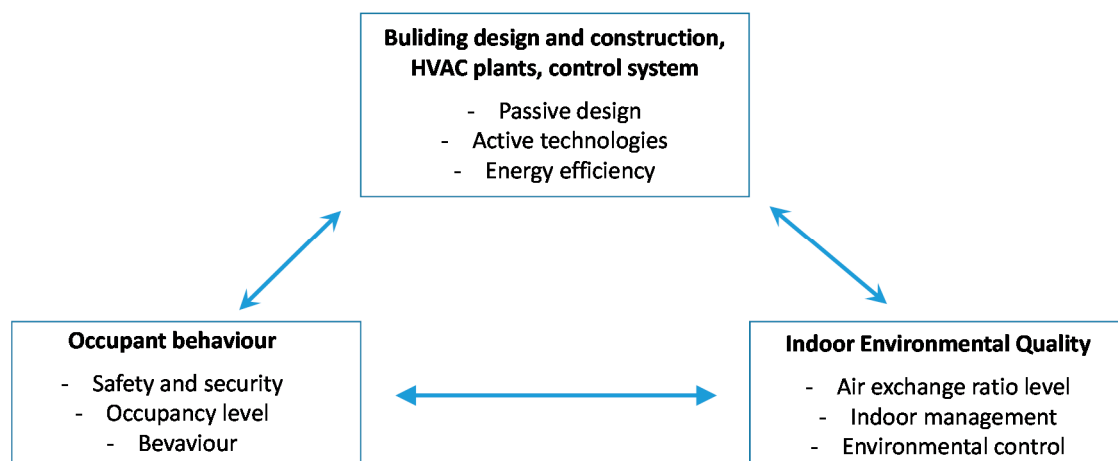 Buliding design and construction,
HVAC plants, control system
- Passive design
- Active technologies
- Energy efficiency
Occupant behaviour
- Safety and security
- Occupancy level
- Bevaviour
Indoor Environmental Quality
- Air exchange ratio level
- Indoor management
- Environmental control